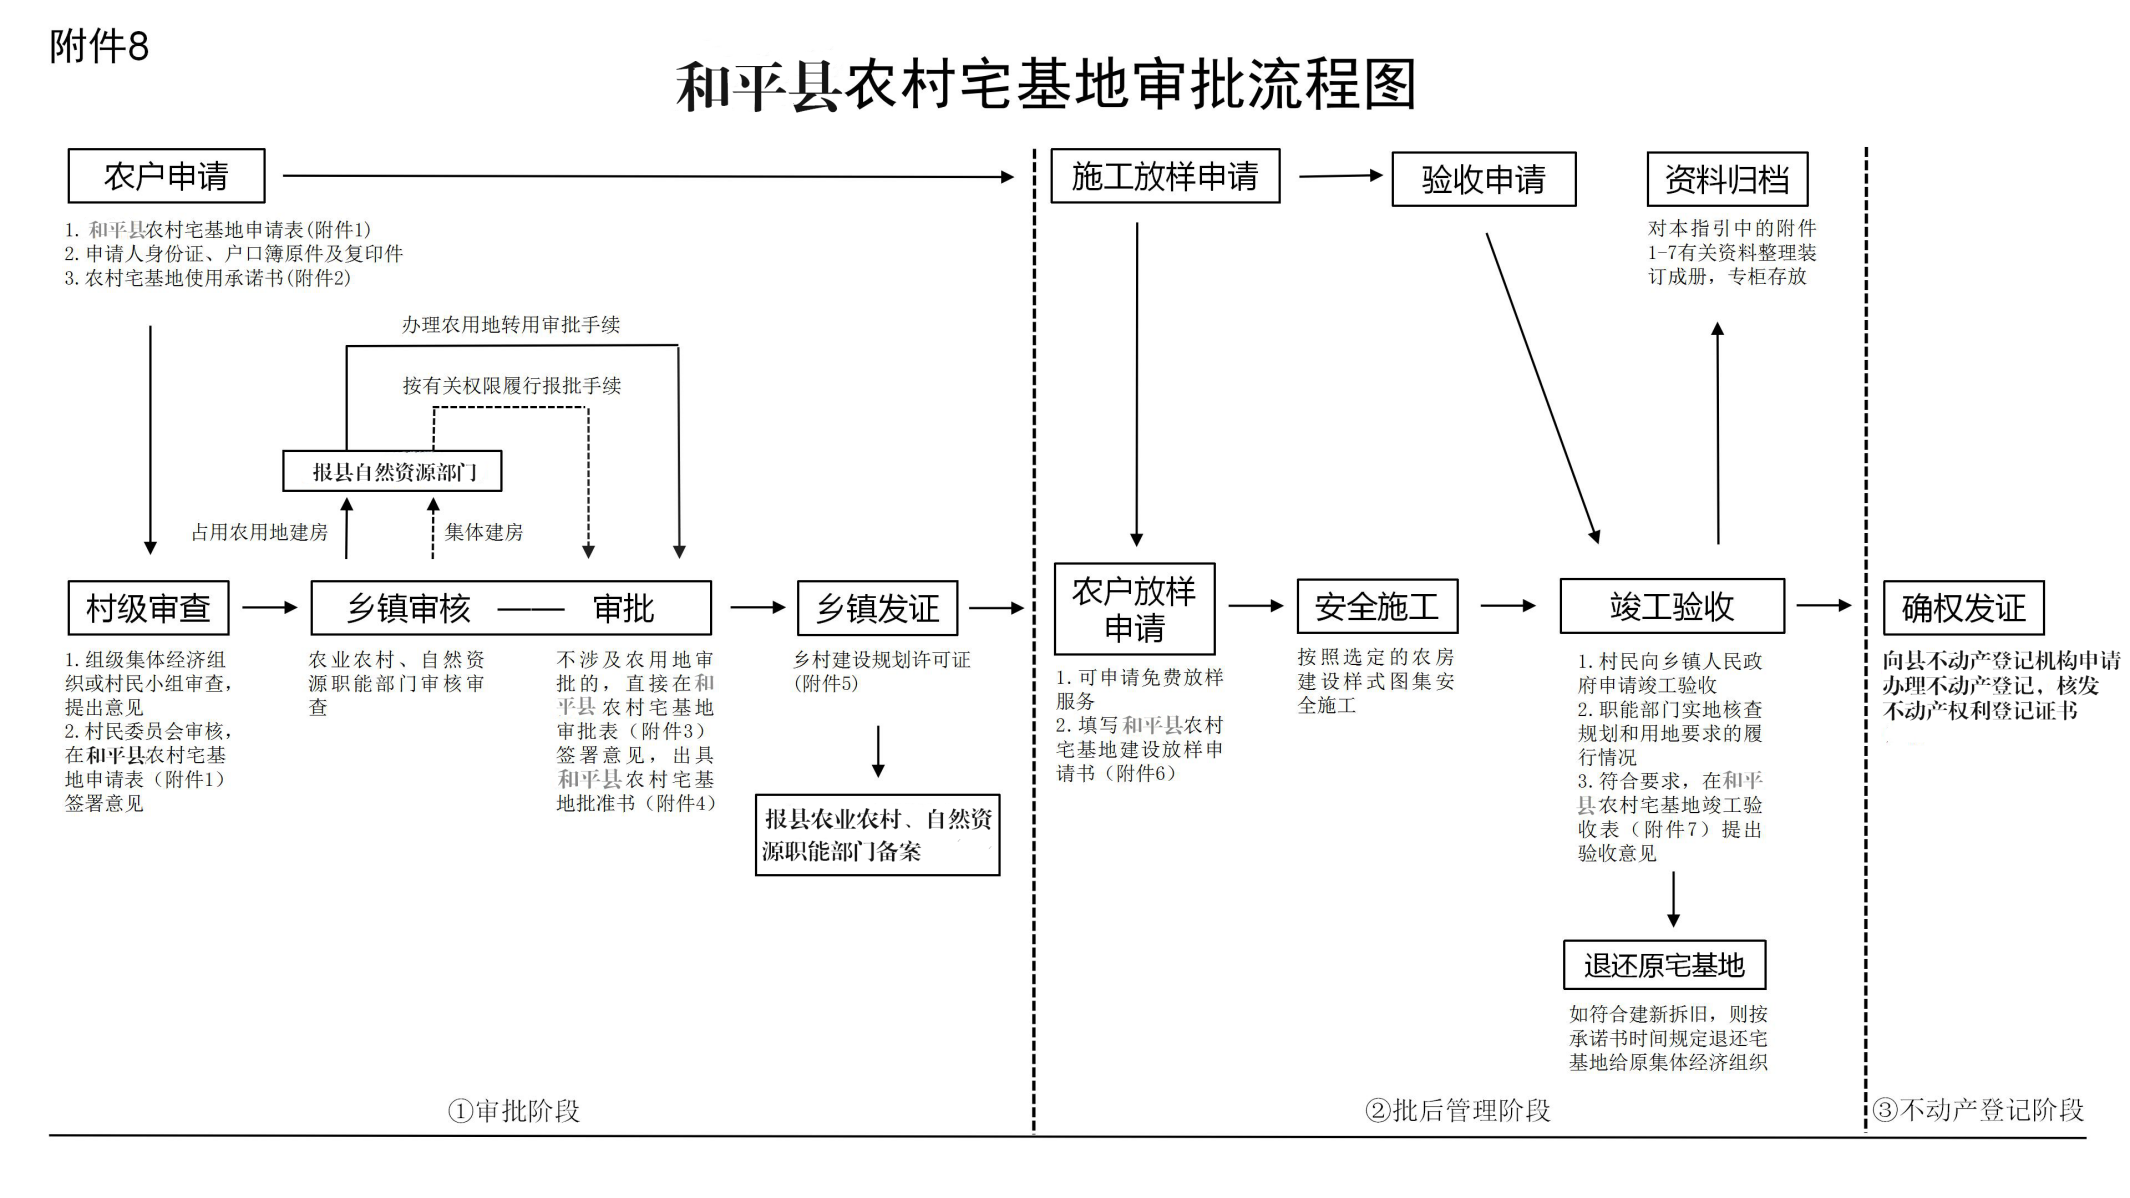 附件8
和平县农村宅基地审批流程图
农户申请
1. 和平县农村宅基地申请表(附件1)
2. 申请人身份证、户口簿原件及复印件
3. 农村宅基地使用承诺书(附件2)
办理农用地转用审批手续
按有关权限履行报批手续
报县自然资源部门
占用农用地建房
集体建房
村级审查
1. 组级集体经济组
织或村民小组审查，
提出意见
2. 村民委员会审核，
在和平县农村宅基
地申请表（附件1）
签署意见
乡镇审核 —— 审批
农业农村、自然资
源职能部门审核审
查
不涉及农用地审
批的，直接在和
平县农村宅基地
审批表（附件3）
签署意见，出具
和平县农村宅基
地批准书（附件4）
乡镇发证
乡村建设规划许可证
(附件5)
报县农业农村、自然资
源职能部门备案
①审批阶段
施工放样申请
验收申请
资料归档
对本指引中的附件
1-7有关资料整理装
订成册，专柜存放
农户放样
申请
1. 可申请免费放样
服务
2. 填写和平县农村
宅基地建设放样申
请书（附件6）
安全施工
按照选定的农房
建设样式图集安
全施工
竣工验收
1. 村民向乡镇人民政
府申请竣工验收
2. 职能部门实地核查
规划和用地要求的履
行情况
3. 符合要求，在和平
县农村宅基地竣工验
收表（附件7）提出
验收意见
退还原宅基地
如符合建新拆旧，则按
承诺书时间规定退还宅
基地给原集体经济组织
②批后管理阶段
确权发证
向县不动产登记机构申请
办理不动产登记，核发
不动产权利登记证书
③不动产登记阶段